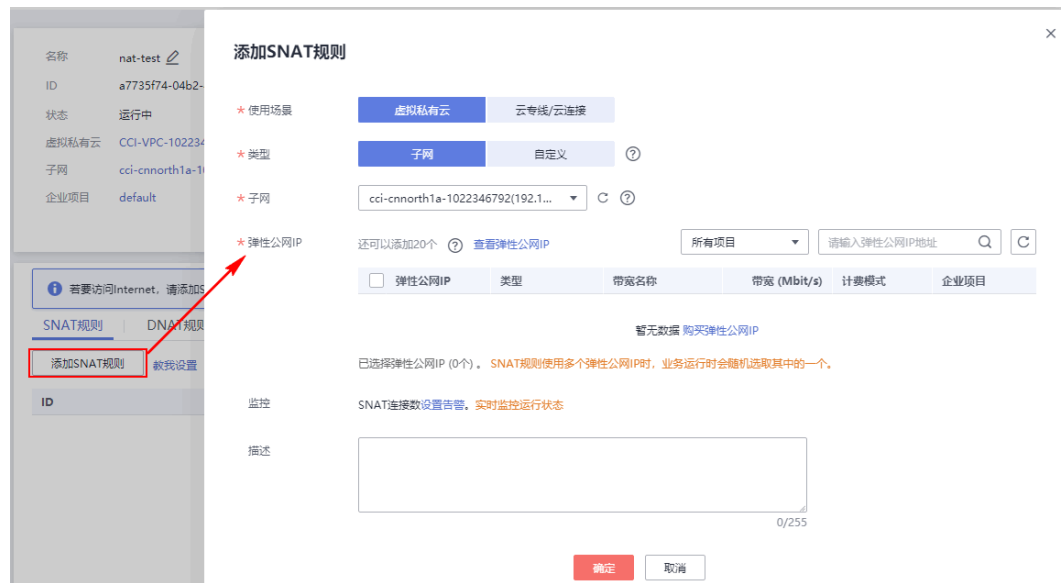 名称 nat-test
ID a7735f74-04b2-
状态 运行中
虚拟私有云 CCI-VPC-102234
子网 cci-cnnorth1a-1
企业项目 default
若要访问Internet，请添加S
SNAT规则 DNAT规则
添加SNAT规则 教我设置
ID
添加SNAT规则
* 使用场景 虚拟私有云 云专线/云连接
* 类型 子网 自定义
* 子网 cci-cnnorth1a-1022346792(192.1...
* 弹性公网IP 还可以添加20个 查看弹性公网IP 所有项目 请输入弹性公网IP地址
弹性公网IP 类型 带宽名称 带宽 (Mbit/s) 计费模式 企业项目
暂无数据 购买弹性公网IP
已选择弹性公网IP (0个) 。 SNAT规则使用多个弹性公网IP时，业务运行时会随机选取其中的一个。
监控 SNAT连接数设置告警。实时监控运行状态
描述
0/255
确定 取消